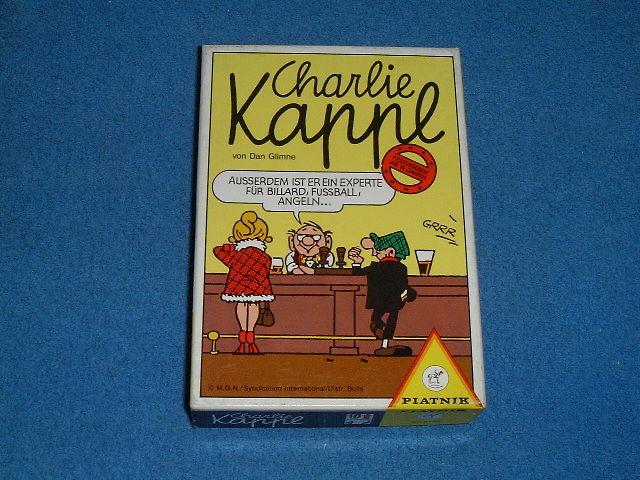 Charlie
Kappl
von Dan Glimne
AUSSERDEM IST ER EIN EXPERTE
FÜR BILLARD, FUSSBALL,
ANGELN...
GRRR
© M.G.N./Syndication International/Distr. Bulls
PIATNIK
Charlie
Kappl